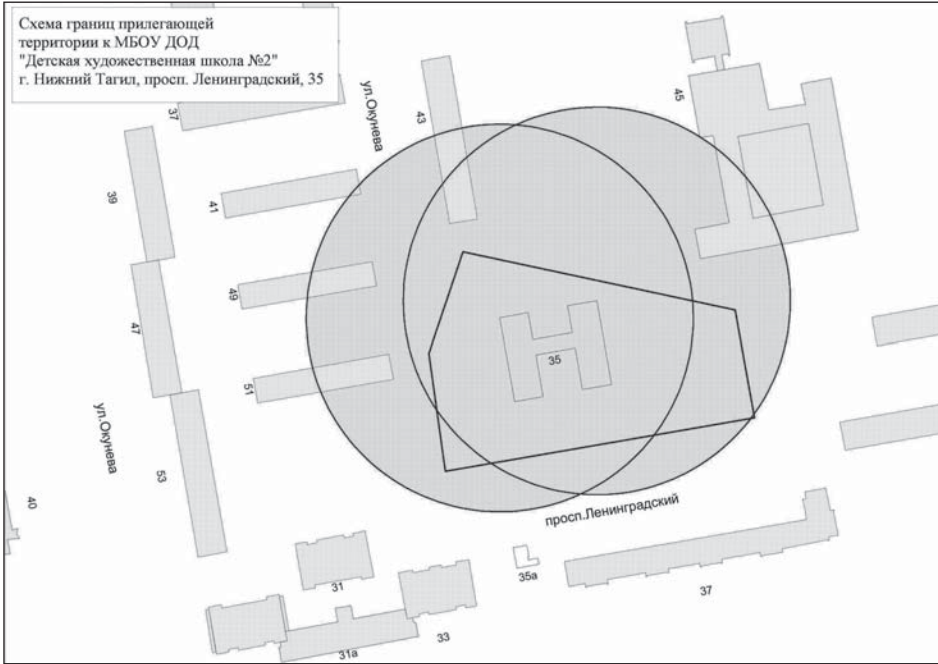 Схема границ прилегающей
территории к МБОУ ДОД
"Детская художественная школа №2"
г. Нижний Тагил, просп. Ленинградский, 35
37
ул.Окунева
43
45
39
41
49
47
51
35
ул.Окунева
53
40
просп.Ленинградский
35а
31
37
33
31а